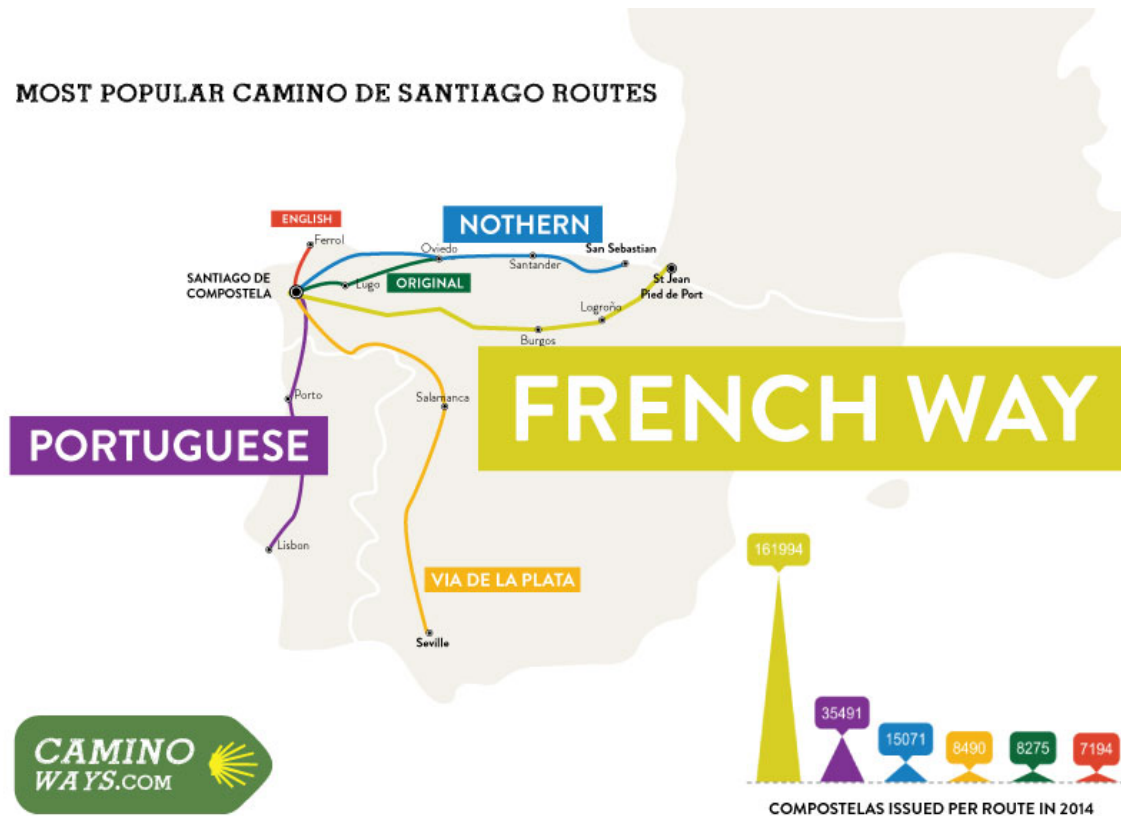 MOST POPULAR CAMINO DE SANTIAGO ROUTES
ENGLISH
NOTHERN
Ferrol
Oviedo
San Sebastian
Santander
SANTIAGO DE
COMPOSTELA
Lugo
ORIGINAL
St Jean
Pied de Port
Logroño
Burgos
FRENCH WAY
Porto
Salamanca
PORTUGUESE
Lisbon
VIA DE LA PLATA
Seville
161994
35491
15071
8490
8275
7194
COMPOSTELAS ISSUED PER ROUTE IN 2014
CAMINO
WAYS.COM